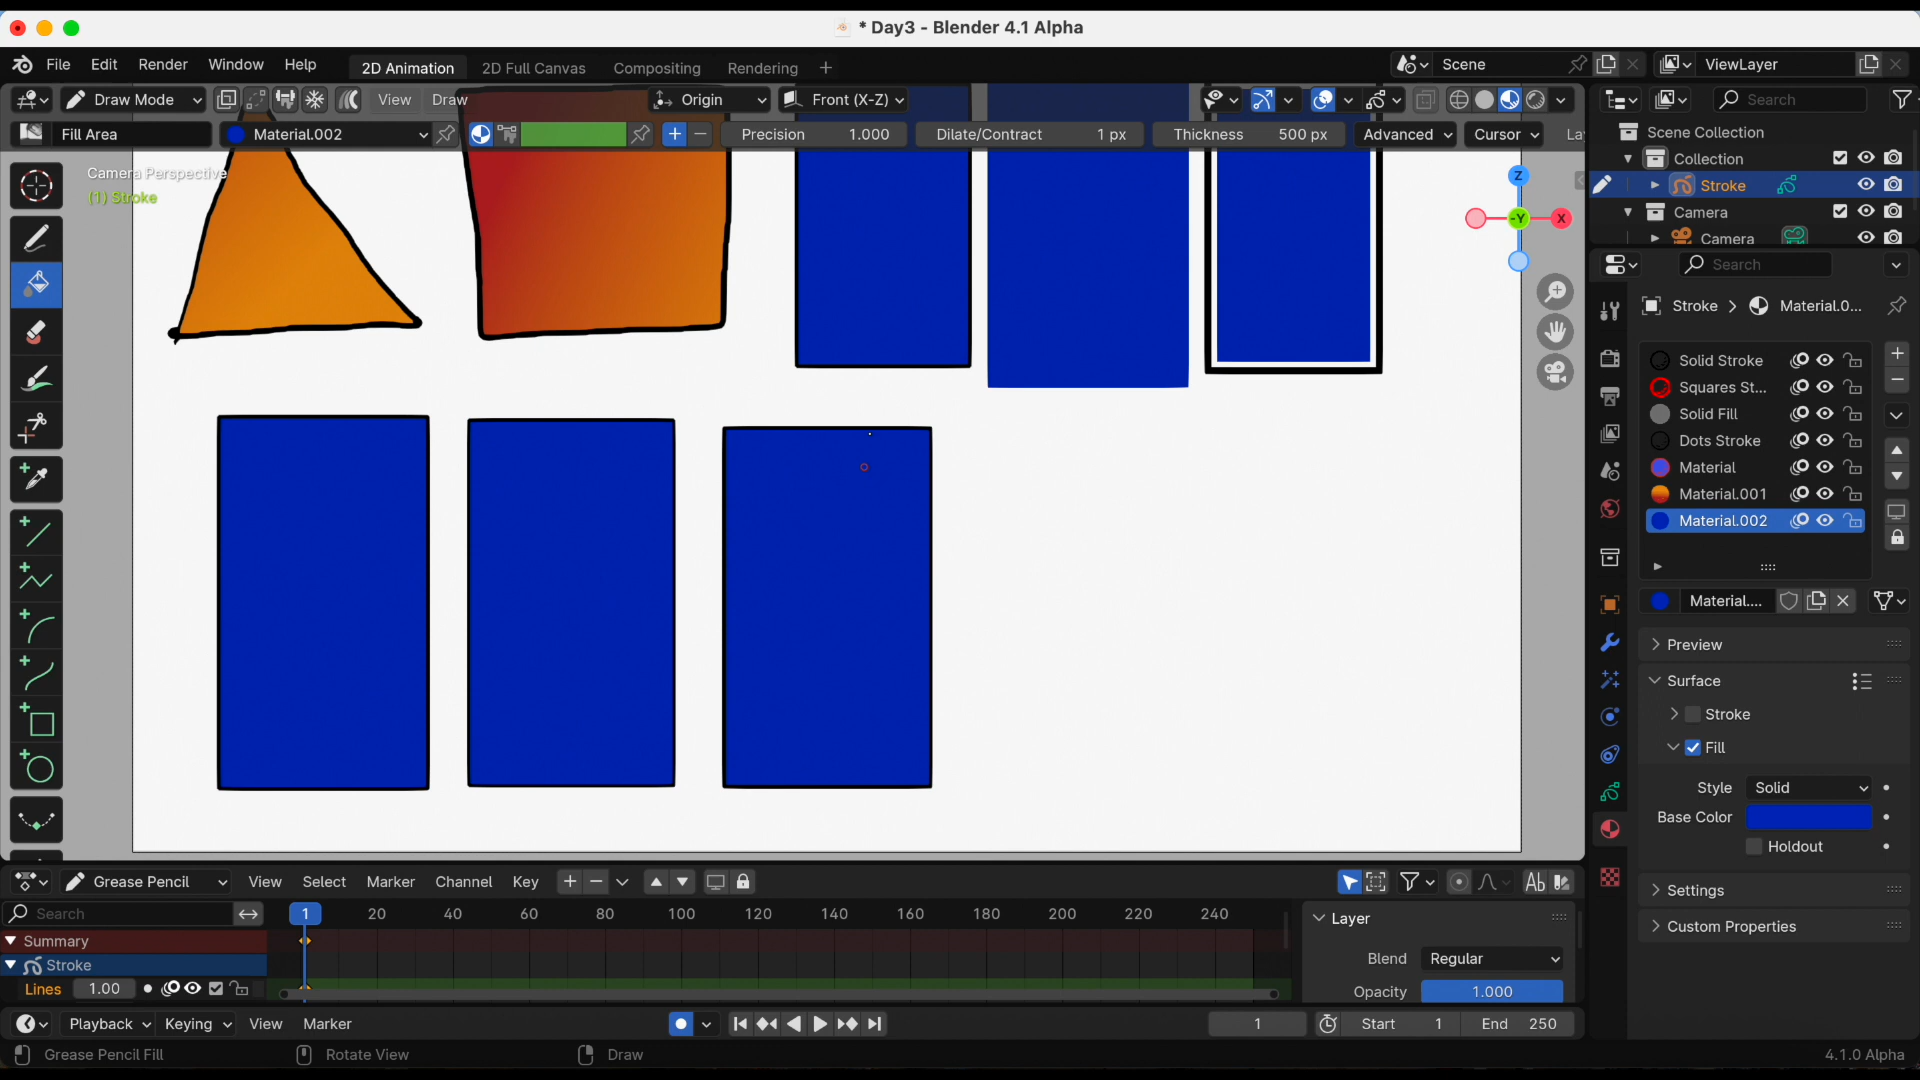 * Day3 - Blender 4.1 Alpha
File Edit Render Window Help 2D Animation 2D Full Canvas Compositing Rendering Scene ViewLayer
Draw Mode View Draw Origin Front (X-Z) Search
Fill Area Material.002 Precision 1.000 Dilate/Contract 1 px Thickness 500 px Advanced Cursor La
Scene Collection
Collection
Stroke
Camera
Camera
Camera Perspective
(1) Stroke
Z
-Y
X
Search
Stroke Material.0...
Solid Stroke
Squares St...
Solid Fill
Dots Stroke
Material
Material.001
Material.002
Material....
Preview
Surface
Stroke
Fill
Style Solid
Base Color
Holdout
Settings
Custom Properties
Grease Pencil View Select Marker Channel Key Ab
Search 1 20 40 60 80 100 120 140 160 180 200 220 240
Summary
Stroke
Lines 1.00
Layer
Blend Regular
Opacity 1.000
Playback Keying View Marker 1 Start 1 End 250
Grease Pencil Fill Rotate View Draw 4.1.0 Alpha